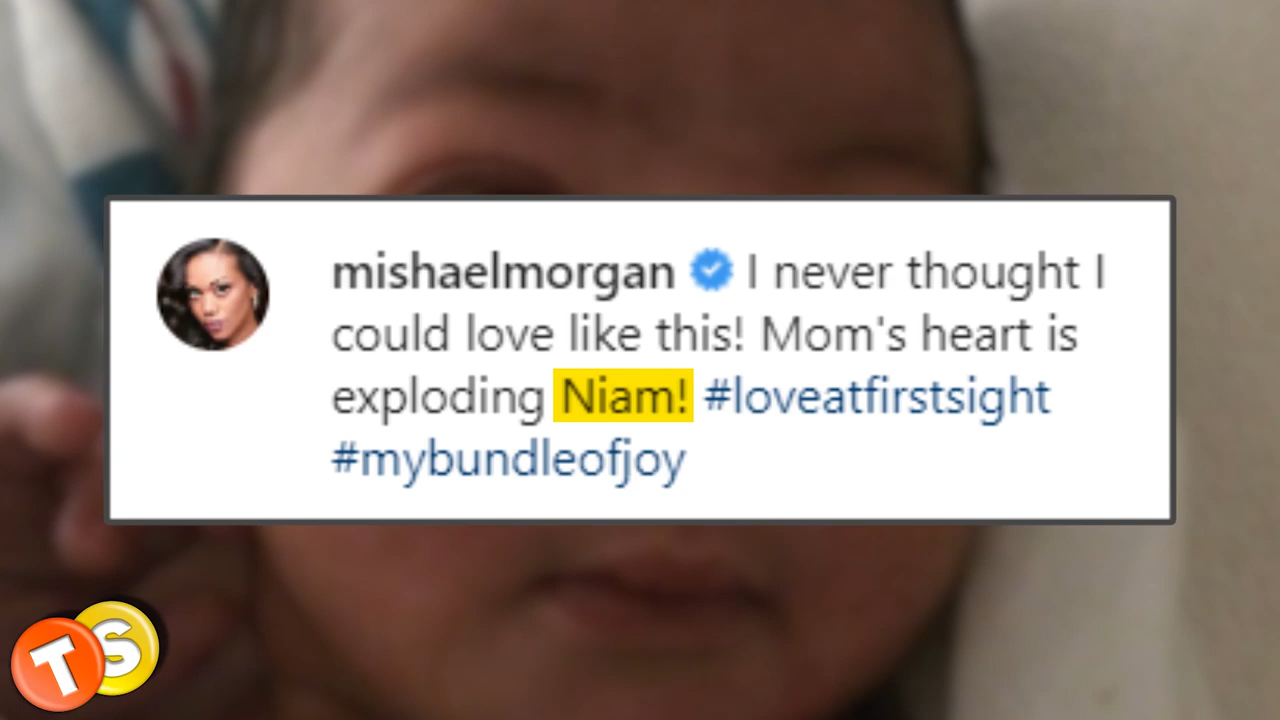 mishaelmorgan I never thought I
could love like this! Mom's heart is
exploding Niam! #loveatfirstsight
#mybundleofjoy
TS